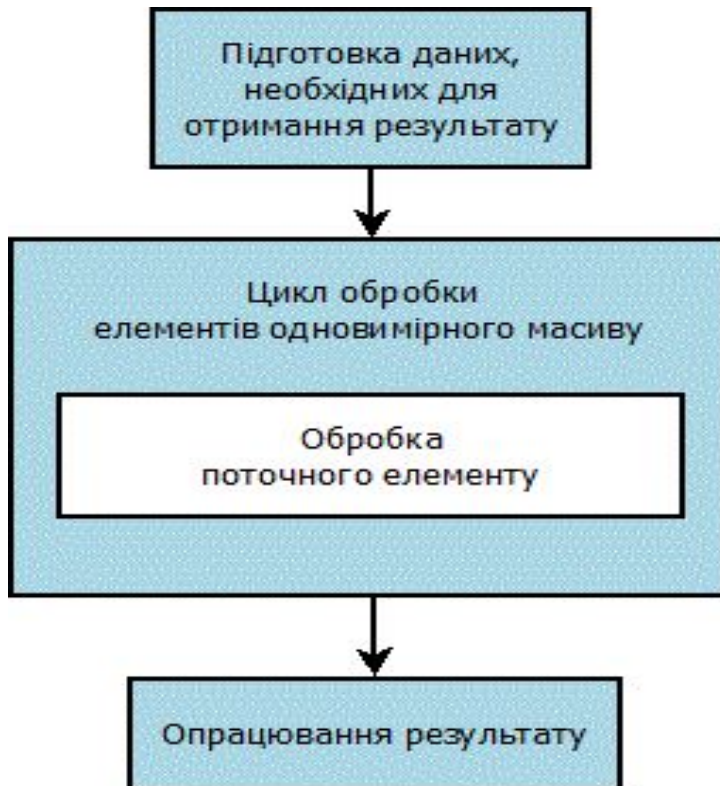 Підготовка даних,
необхідних для
отримання результату
Цикл обробки
елементів одновимірного масиву
Обробка
поточного елементу
Опрацювання результату